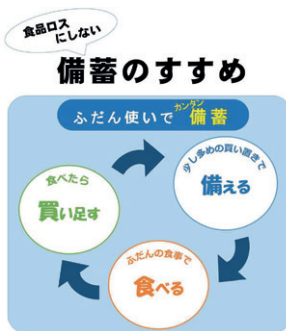 食品ロス
にしない
備蓄のすすめ
ふだん使いでカンタン備蓄
少し多めの買い置きで
備える
ふだんの食事で
食べる
食べたら
買い足す